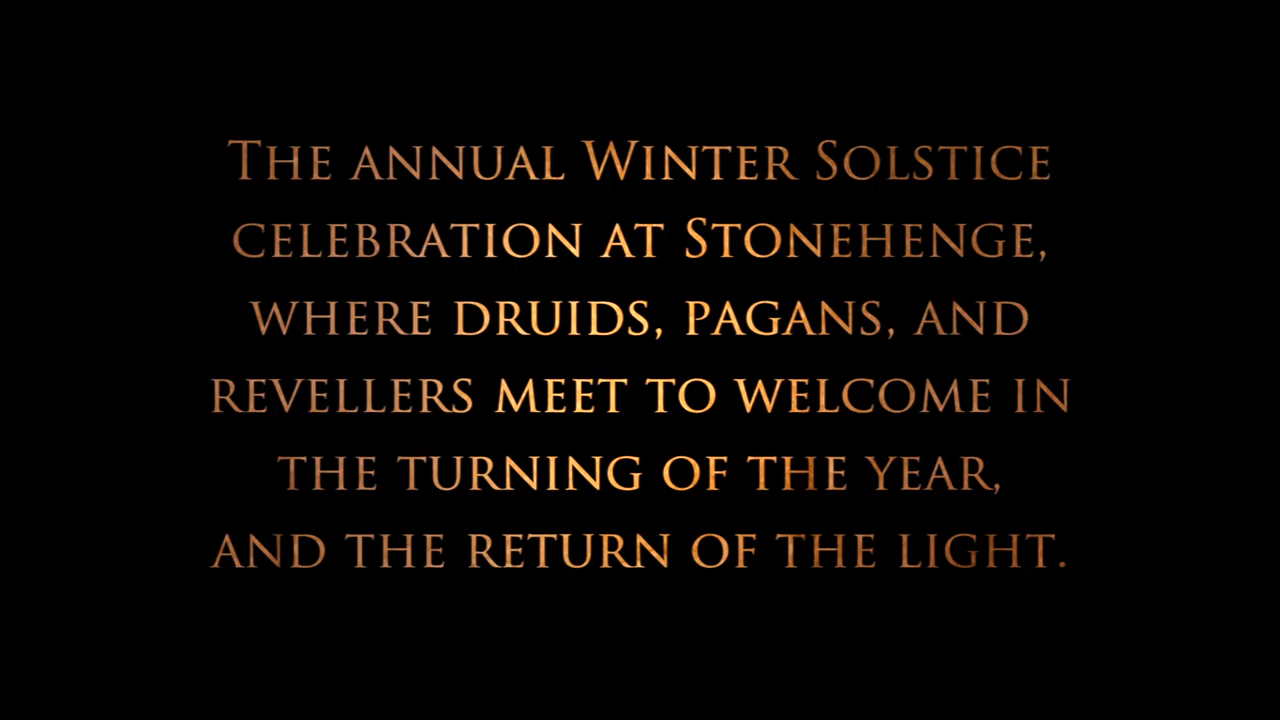 The annual Winter Solstice
celebration at Stonehenge,
where druids, pagans, and
revellers meet to welcome in
the turning of the year,
and the return of the light.